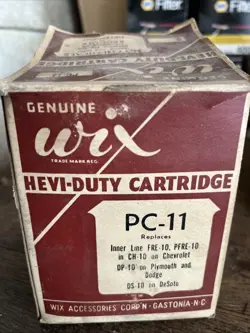 Filter
GENUINE
wix
TRADE MARK REG.
HEVI-DUTY CARTRIDGE
PC-11
Replaces
Inner Line FRE-10, PFRE-10
in CH-10 on Chevrolet
DP-10 on Plymouth and
Dodge
DS-10 in DeSoto
WIX ACCESSORIES CORP'N-GASTONIA-N-C